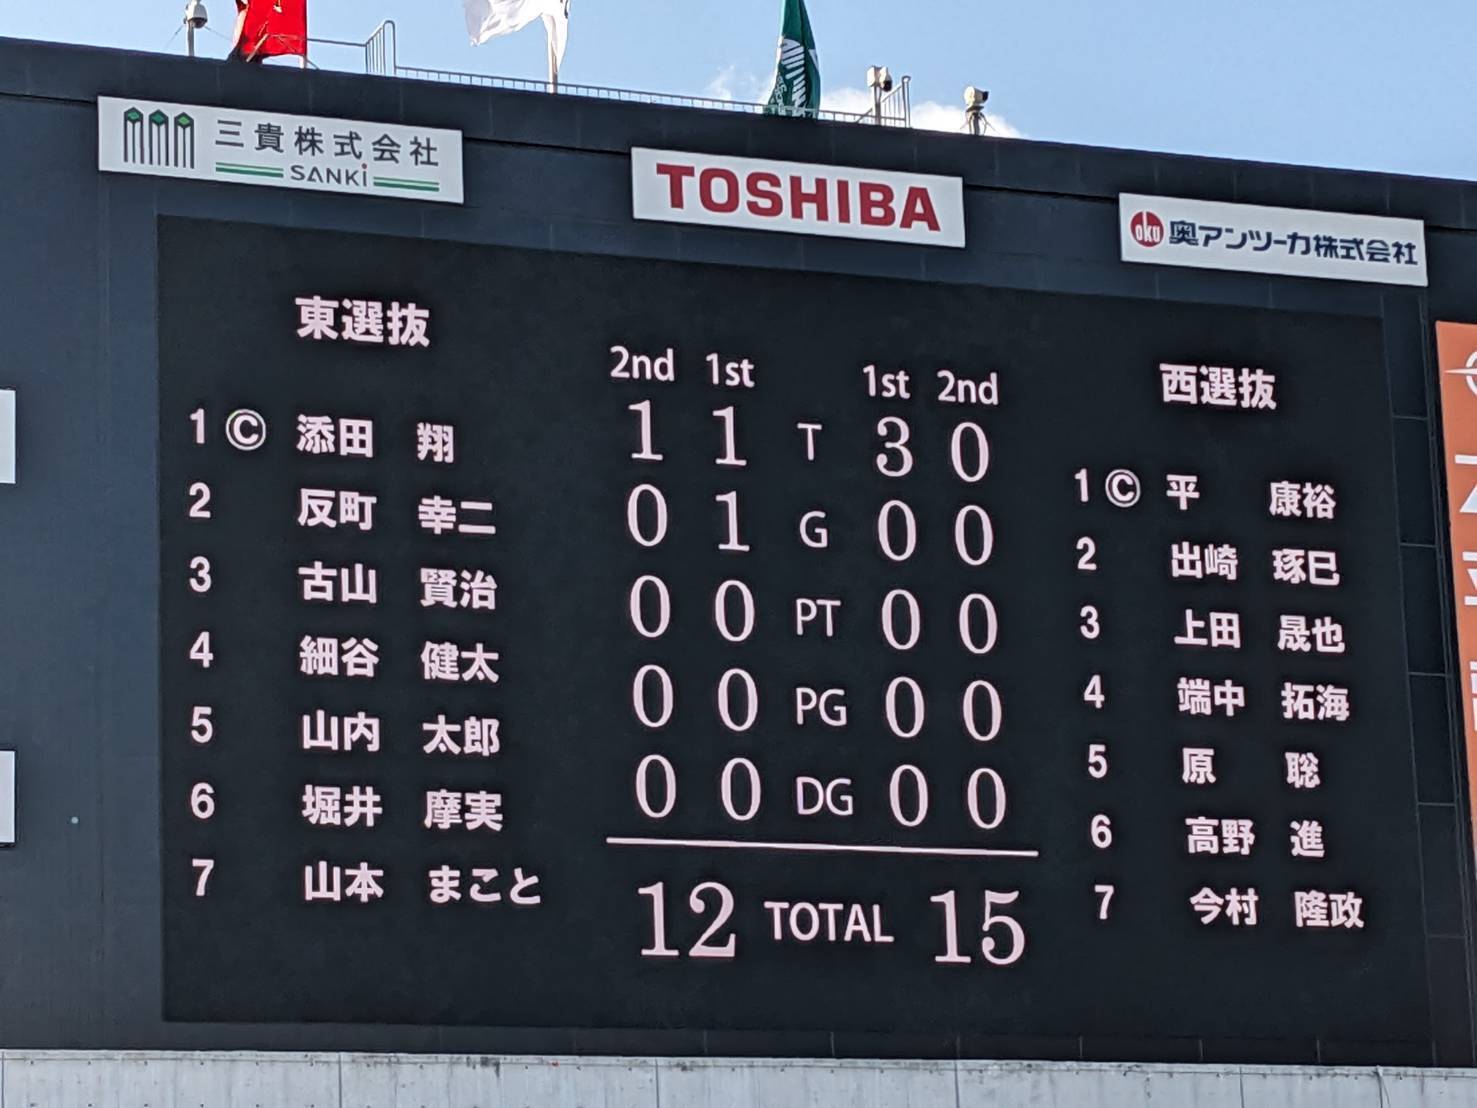 三貴株式会社
SANKi
TOSHIBA
oku 奥アンツーカ株式会社
東選抜
西選抜
2nd 1st 1st 2nd
1 Ⓒ 添田 翔
2 反町 幸二
3 古山 賢治
4 細谷 健太
5 山内 太郎
6 堀井 摩実
7 山本 まこと
1 1 T 3 0
0 1 G 0 0
0 0 PT 0 0
0 0 PG 0 0
0 0 DG 0 0
12 TOTAL 15
1 Ⓒ 平 康裕
2 出崎 琢巳
3 上田 晟也
4 端中 拓海
5 原 聡
6 高野 進
7 今村 隆政